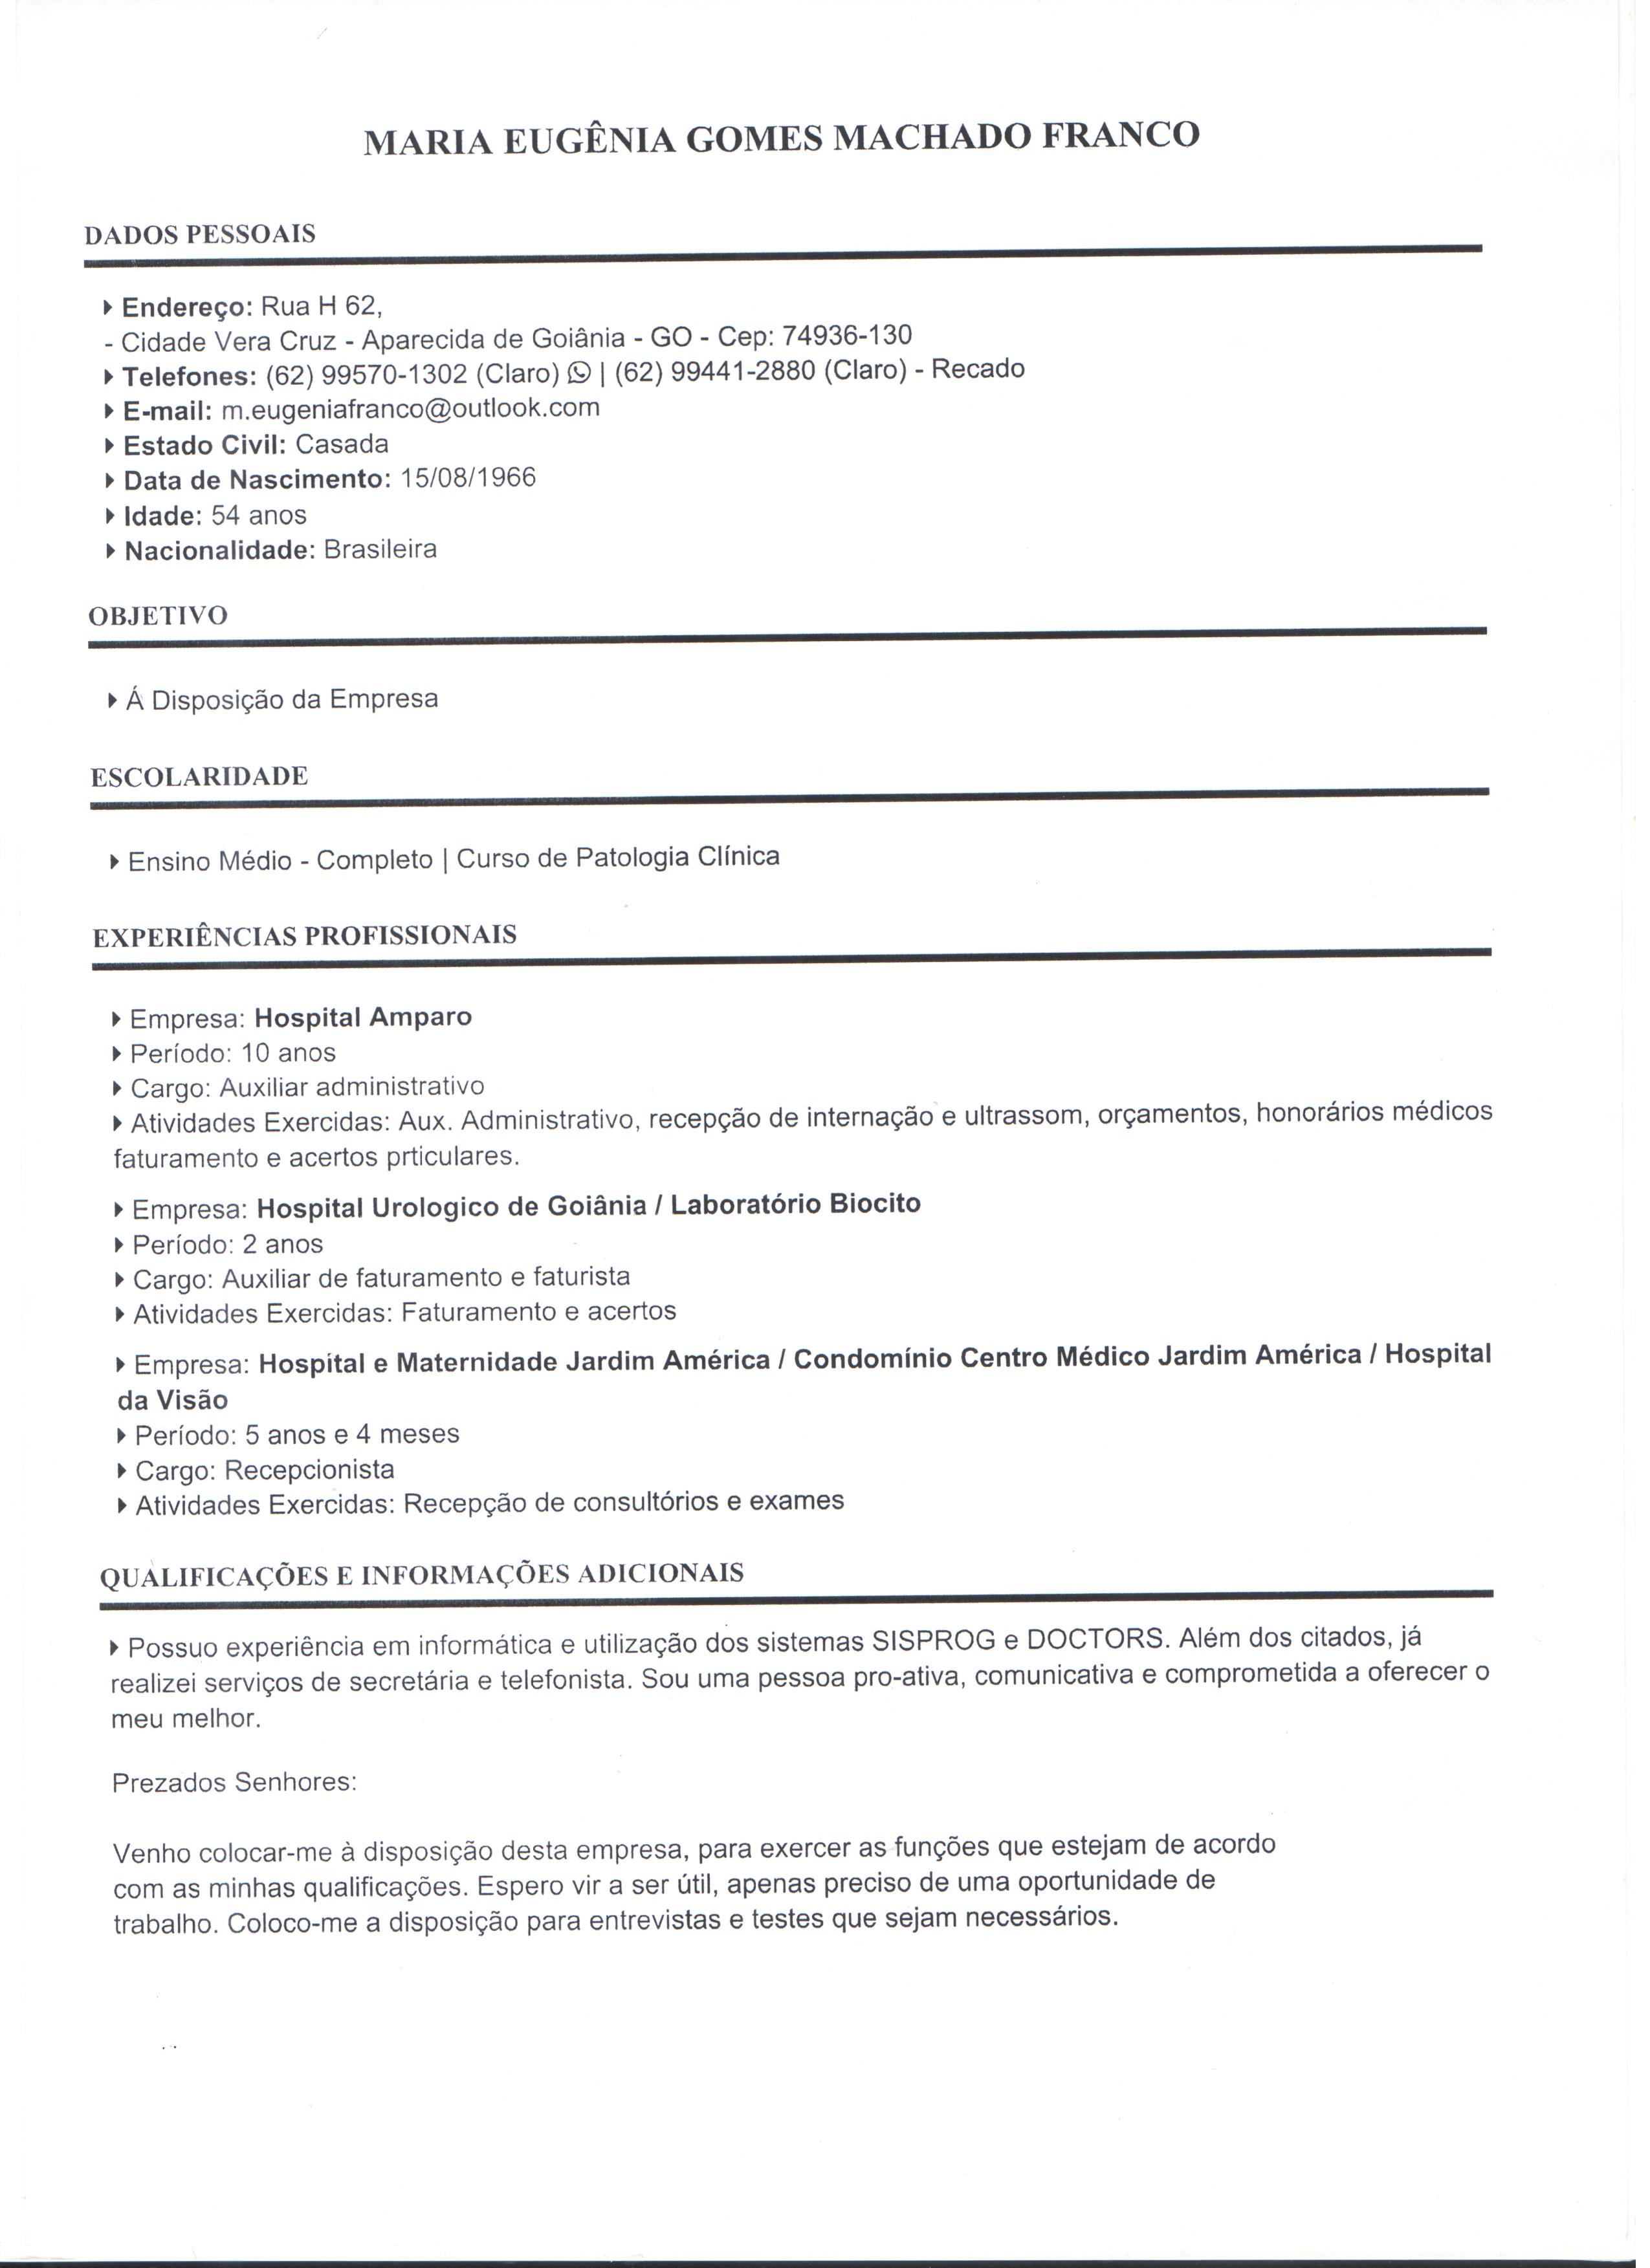 MARIA EUGÊNIA GOMES MACHADO FRANCO
DADOS PESSOAIS
Endereço: Rua H 62,
- Cidade Vera Cruz - Aparecida de Goiânia - GO - Cep: 74936-130
Telefones: (62) 99570-1302 (Claro) | (62) 99441-2880 (Claro) - Recado
E-mail: m.eugeniafranco@outlook.com
Estado Civil: Casada
Data de Nascimento: 15/08/1966
Idade: 54 anos
Nacionalidade: Brasileira
OBJETIVO
Á Disposição da Empresa
ESCOLARIDADE
Ensino Médio - Completo | Curso de Patologia Clínica
EXPERIÊNCIAS PROFISSIONAIS
Empresa: Hospital Amparo
Período: 10 anos
Cargo: Auxiliar administrativo
Atividades Exercidas: Aux. Administrativo, recepção de internação e ultrassom, orçamentos, honorários médicos
faturamento e acertos prticulares.
Empresa: Hospital Urologico de Goiânia / Laboratório Biocito
Período: 2 anos
Cargo: Auxiliar de faturamento e faturista
Atividades Exercidas: Faturamento e acertos
Empresa: Hospital e Maternidade Jardim América / Condomínio Centro Médico Jardim América / Hospital
da Visão
Período: 5 anos e 4 meses
Cargo: Recepcionista
Atividades Exercidas: Recepção de consultórios e exames
QUALIFICAÇÕES E INFORMAÇÕES ADICIONAIS
Possuo experiência em informática e utilização dos sistemas SISPROG e DOCTORS. Além dos citados, já
realizei serviços de secretária e telefonista. Sou uma pessoa pro-ativa, comunicativa e comprometida a oferecer o
meu melhor.
Prezados Senhores:
Venho colocar-me à disposição desta empresa, para exercer as funções que estejam de acordo
com as minhas qualificações. Espero vir a ser útil, apenas preciso de uma oportunidade de
trabalho. Coloco-me a disposição para entrevistas e testes que sejam necessários.